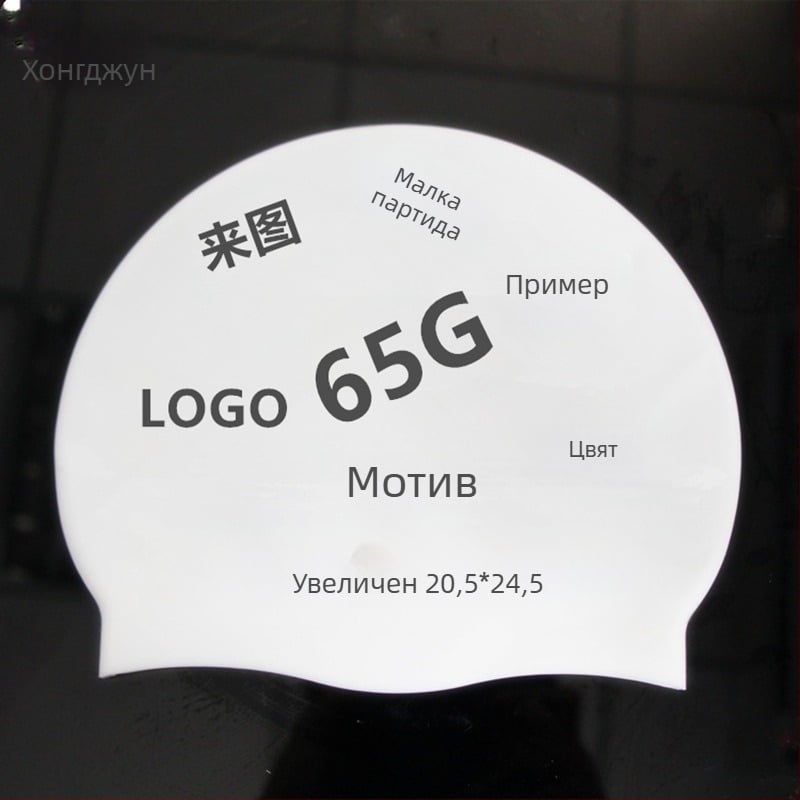 Хонгджун
Малка
партида
来图
Пример
65G
LOGO
Цвят
Мотив
Увеличен 20,5*24,5